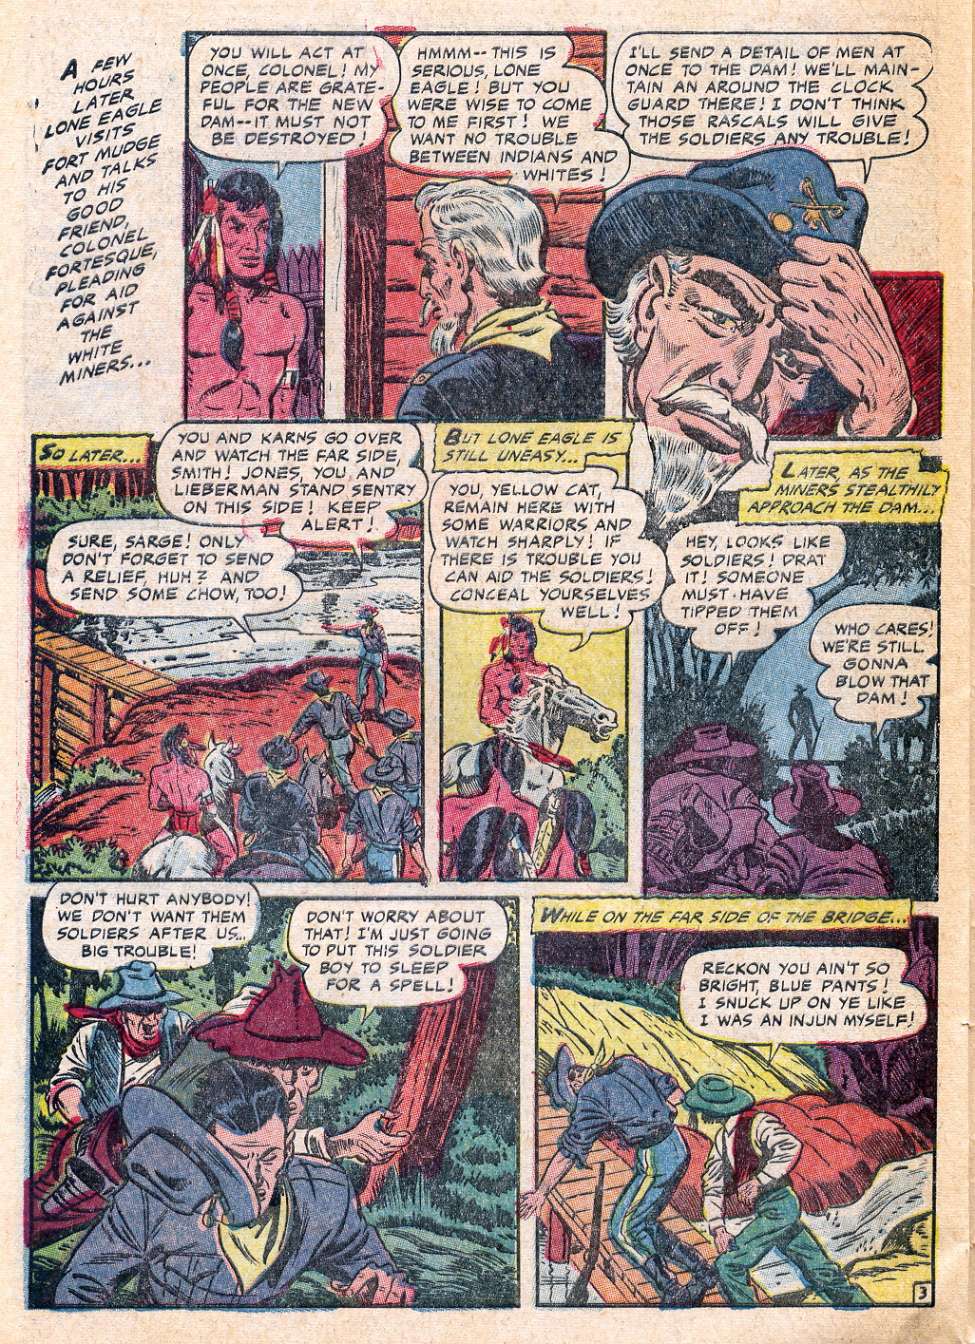 A FEW
HOURS
LATER
LONE EAGLE
VISITS
FORT MUDGE
AND TALKS
TO HIS
GOOD
FRIEND,
COLONEL
FORTESQUE,
PLEADING
FOR AID
AGAINST
THE
WHITE
MINERS...
YOU WILL ACT AT
ONCE, COLONEL! MY
PEOPLE ARE GRATE-
FUL FOR THE NEW
DAM--IT MUST NOT
BE DESTROYED!
HMMM--THIS IS
SERIOUS, LONE
EAGLE! BUT YOU
WERE WISE TO COME
TO ME FIRST! WE
WANT NO TROUBLE
BETWEEN INDIANS AND
WHITES!
I'LL SEND A DETAIL OF MEN AT
ONCE TO THE DAM! WE'LL MAIN-
TAIN AN AROUND THE CLOCK
GUARD THERE! I DON'T THINK
THOSE RASCALS WILL GIVE
THE SOLDIERS ANY TROUBLE!
SO LATER...
YOU AND KARNS GO OVER
AND WATCH THE FAR SIDE,
SMITH! JONES, YOU AND
LIEBERMAN STAND SENTRY
ON THIS SIDE! KEEP
ALERT!
SURE, SARGE! ONLY
DON'T FORGET TO SEND
A RELIEF, HUH? AND
SEND SOME CHOW, TOO!
BUT LONE EAGLE IS
STILL UNEASY...
YOU, YELLOW CAT,
REMAIN HERE WITH
SOME WARRIORS AND
WATCH SHARPLY! IF
THERE IS TROUBLE YOU
CAN AID THE SOLDIERS!
CONCEAL YOURSELVES
WELL!
LATER, AS THE
MINERS STEALTHILY
APPROACH THE DAM...
HEY, LOOKS LIKE
SOLDIERS! DRAT
IT! SOMEONE
MUST HAVE
TIPPED THEM
OFF!
WHO CARES!
WE'RE STILL
GONNA
BLOW THAT
DAM!
DON'T HURT ANYBODY!
WE DON'T WANT THEM
SOLDIERS AFTER US..
BIG TROUBLE!
DON'T WORRY ABOUT
THAT! I'M JUST GOING
TO PUT THIS SOLDIER
BOY TO SLEEP
FOR A SPELL!
WHILE ON THE FAR SIDE OF THE BRIDGE...
RECKON YOU AIN'T SO
BRIGHT, BLUE PANTS!
I SNUCK UP ON YE LIKE
I WAS AN INJUN MYSELF!
3